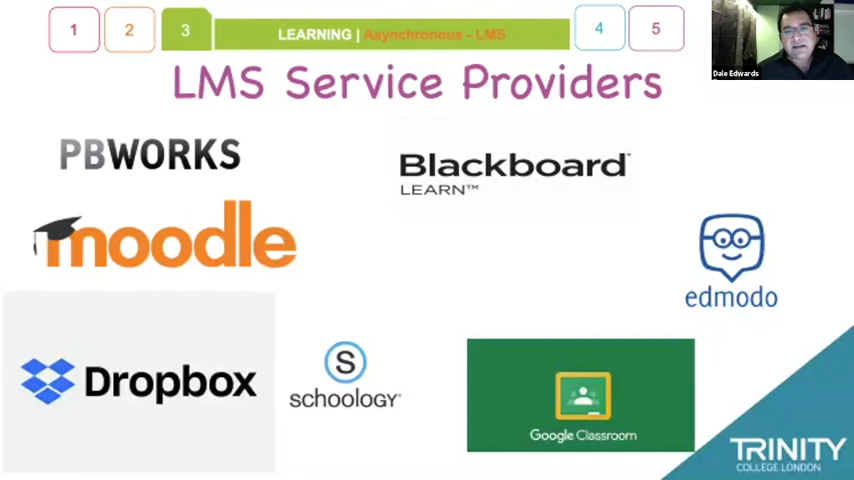 1
2
3
LEARNING | Asynchronous - LMS
4
5
Dale Edwards
LMS Service Providers
PBWORKS
Blackboard
LEARN™
moodle
edmodo
Dropbox
S
schoology
Google Classroom
TRINITY
COLLEGE LONDON